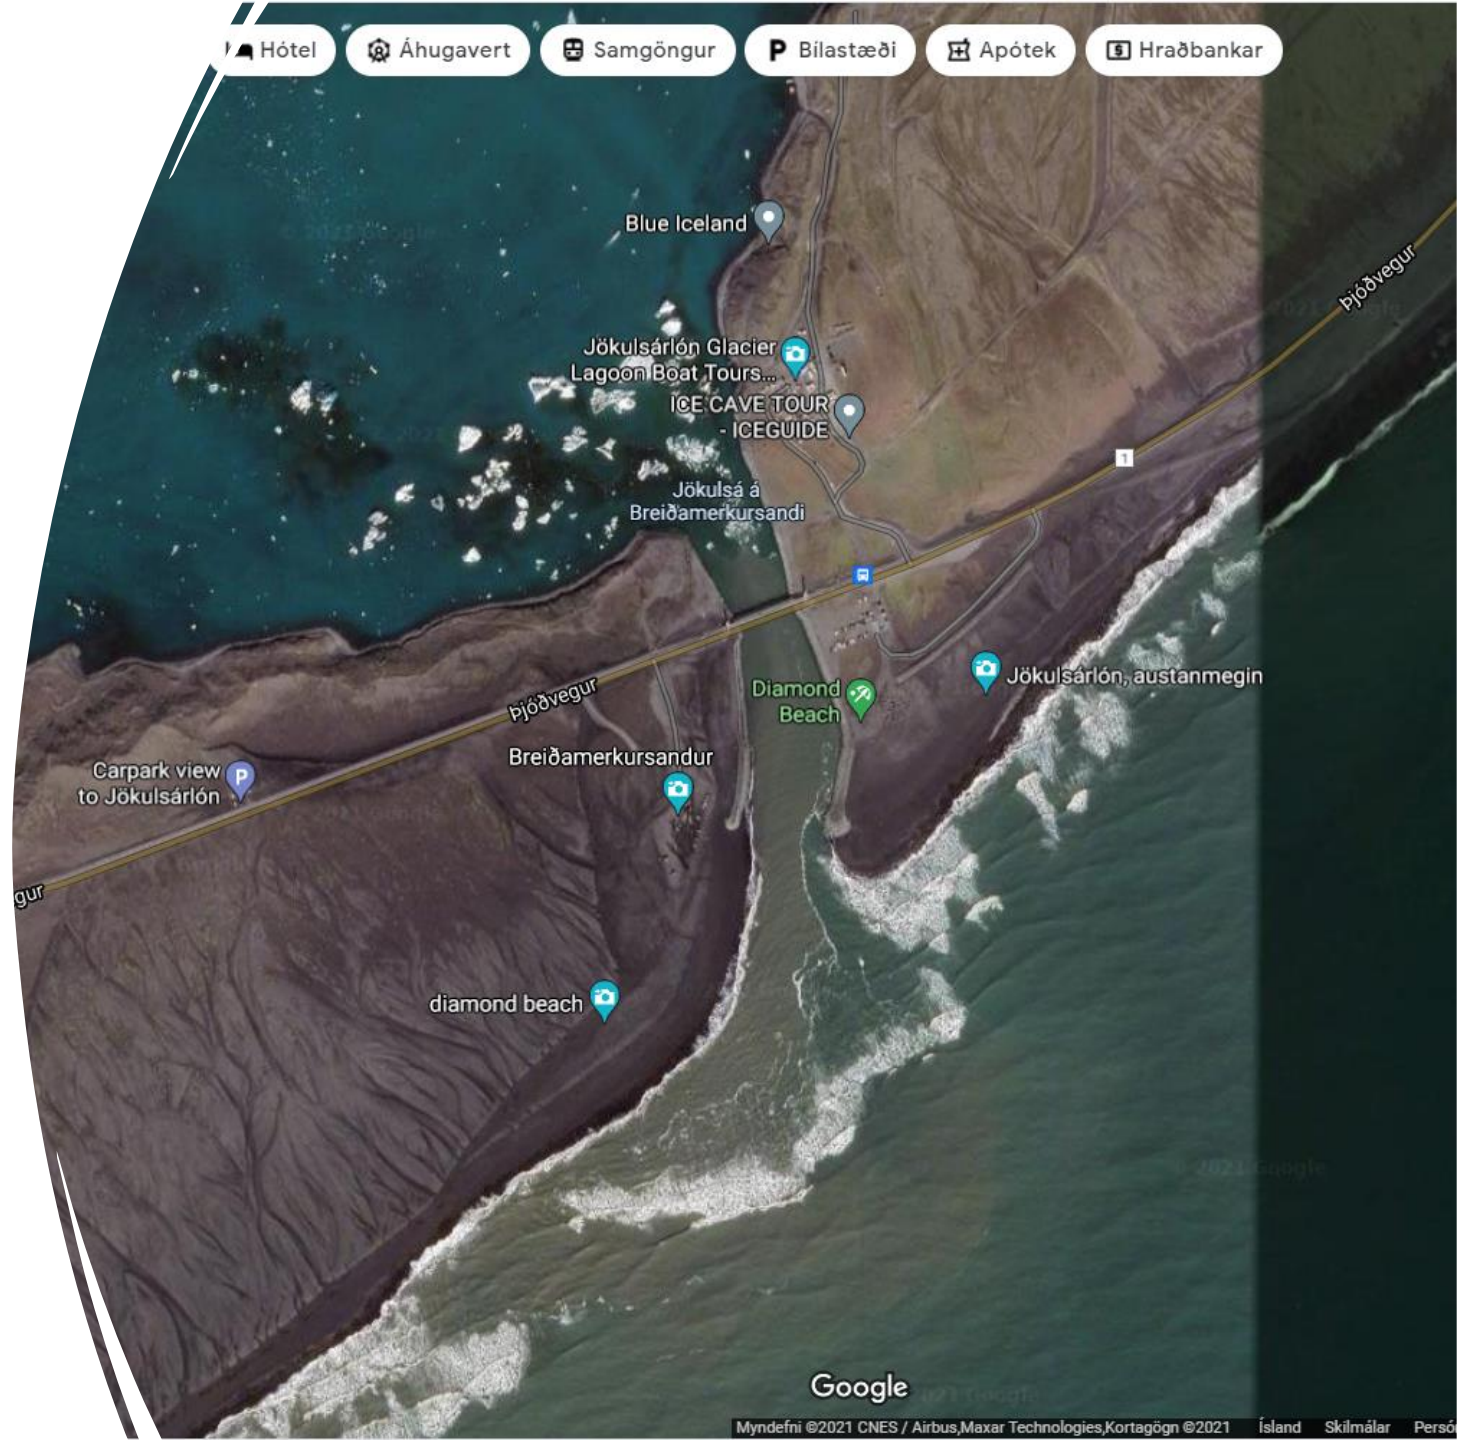 Hótel
Áhugavert
Samgöngur
P Bílastæði
Apótek
Hraðbankar
Blue Iceland
Þjóðvegur
Jökulsárlón Glacier
Lagoon Boat Tours...
ICE CAVE TOUR
- ICEGUIDE
1
Jökulsá á
Breiðamerkursandi
Jökulsárlón, austanmegin
Diamond
Beach
Þjóðvegur
Breiðamerkursandur
Carpark view
to Jökulsárlón
P
gur
diamond beach
Google
Myndefni ©2021 CNES / Airbus,Maxar Technologies,Kortagögn ©2021 Ísland Skilmálar Persó